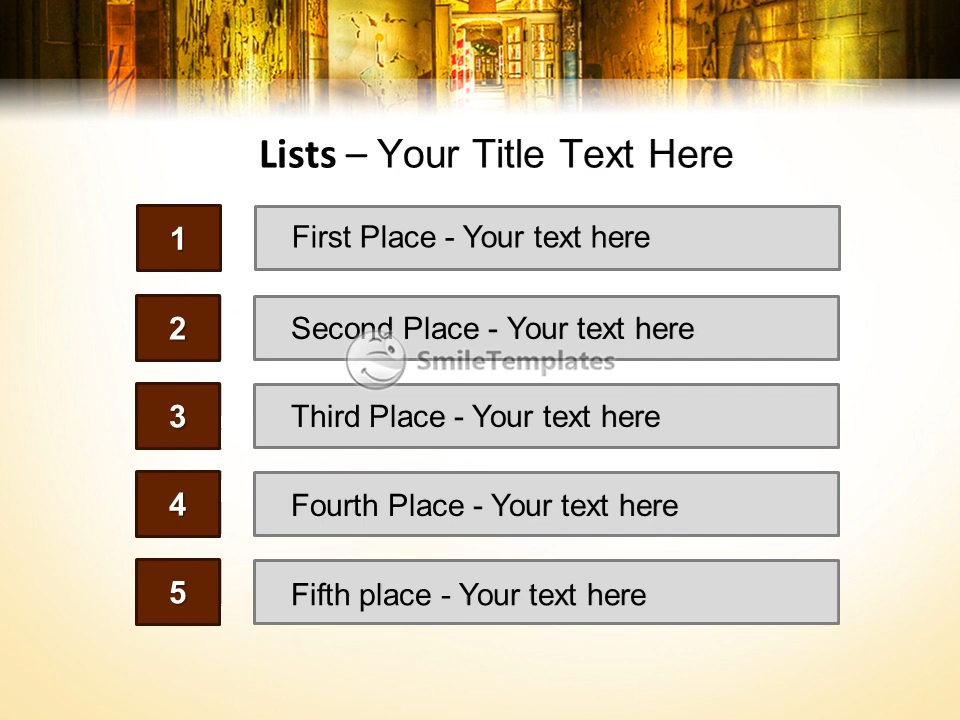 Lists – Your Title Text Here
1
First Place - Your text here
2
Second Place - Your text here
SmileTemplates
3
Third Place - Your text here
4
Fourth Place - Your text here
5
Fifth place - Your text here